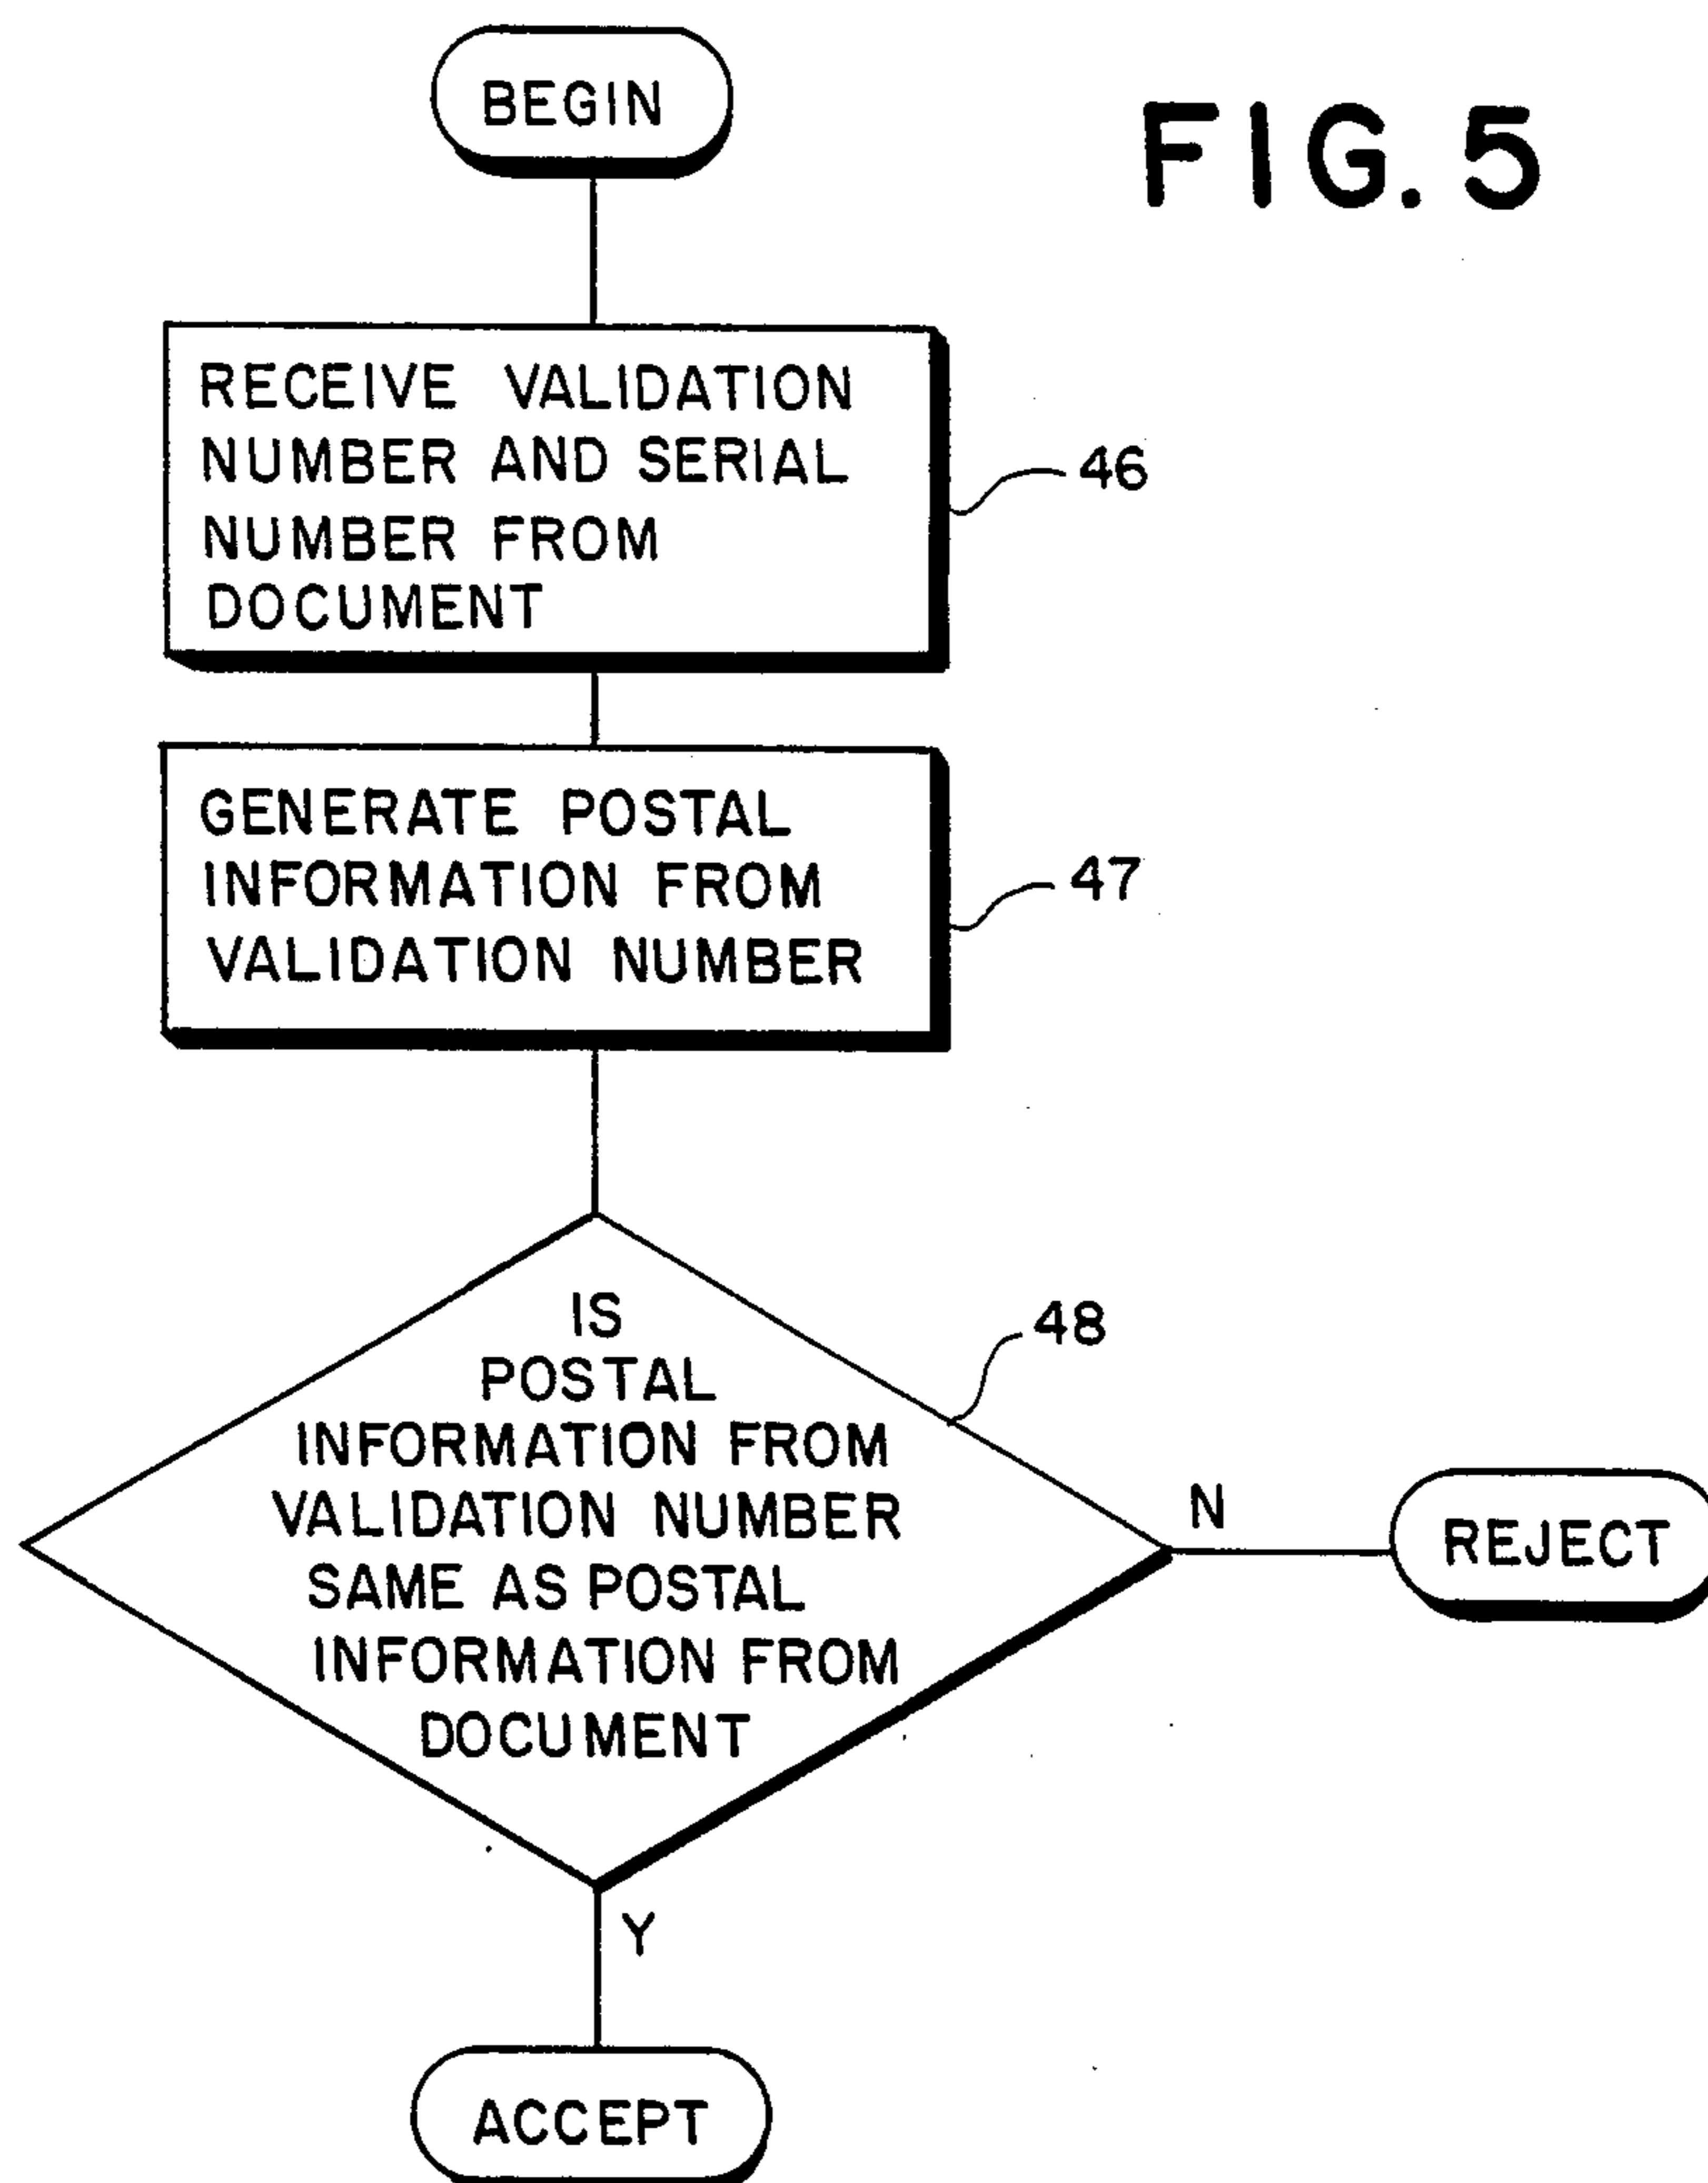 BEGIN
FIG. 5
RECEIVE VALIDATION
NUMBER AND SERIAL
NUMBER FROM
DOCUMENT
46
GENERATE POSTAL
INFORMATION FROM
VALIDATION NUMBER
47
IS
POSTAL
INFORMATION FROM
VALIDATION NUMBER
SAME AS POSTAL
INFORMATION FROM
DOCUMENT
48
N
REJECT
Y
ACCEPT